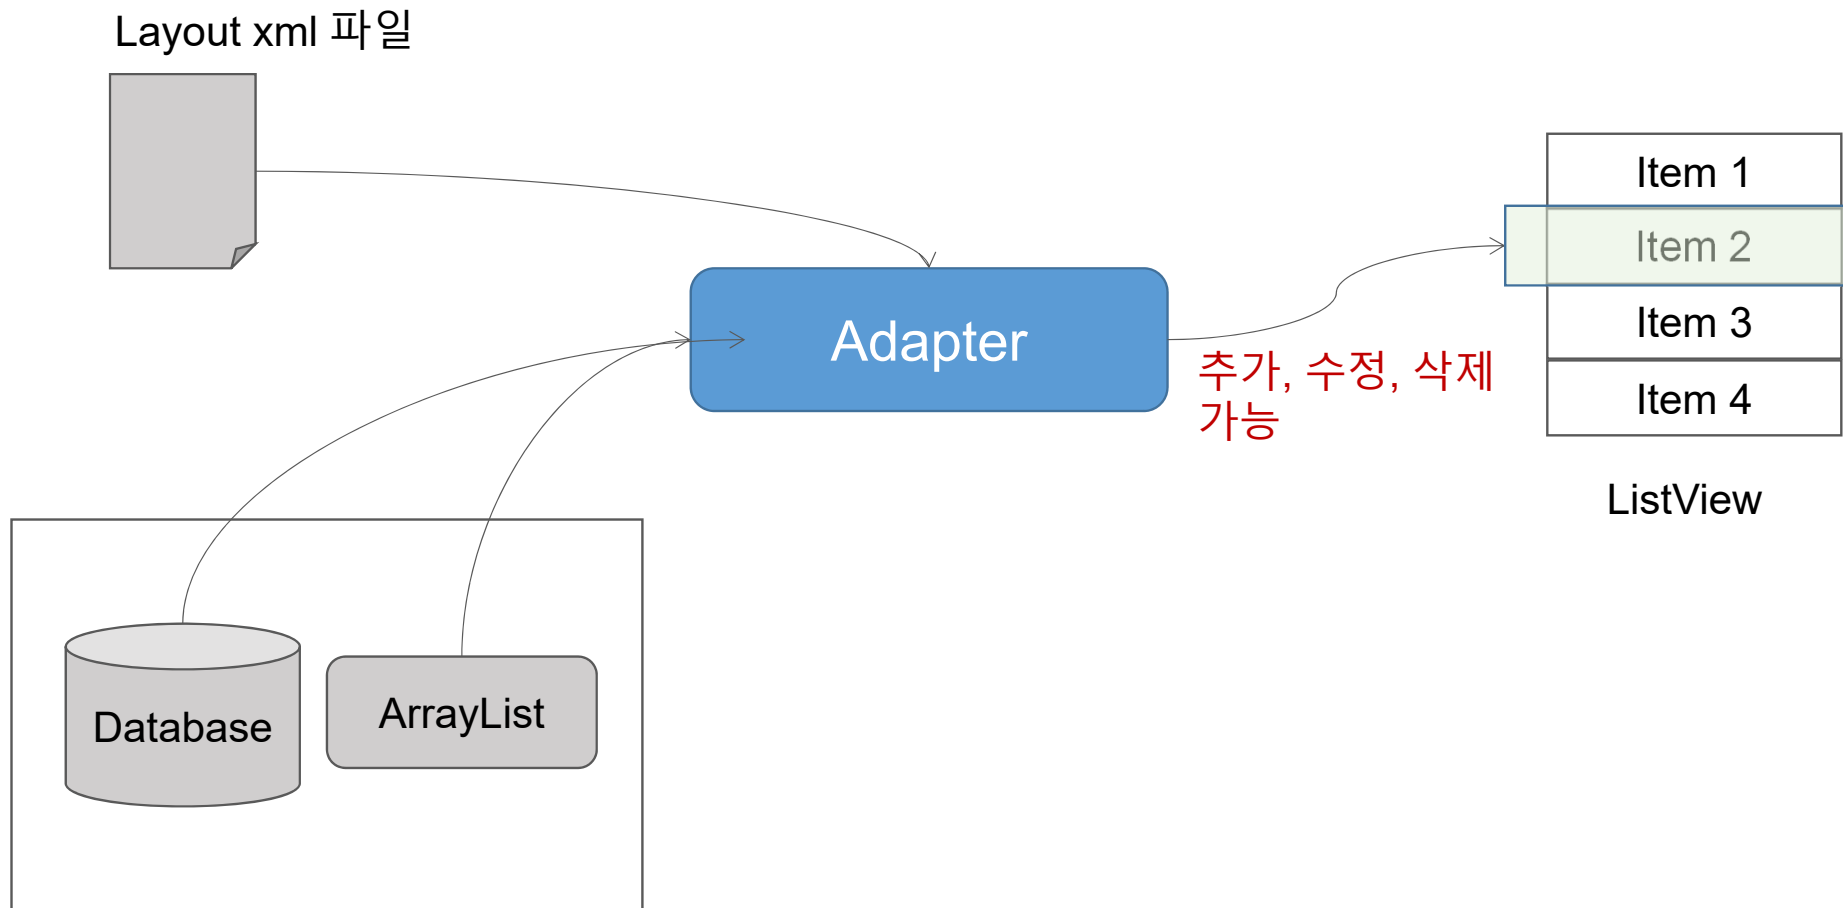 Layout xml 파일
Item 1
Item 2
Adapter
Item 3
추가, 수정, 삭제
가능
Item 4
ListView
Database
ArrayList